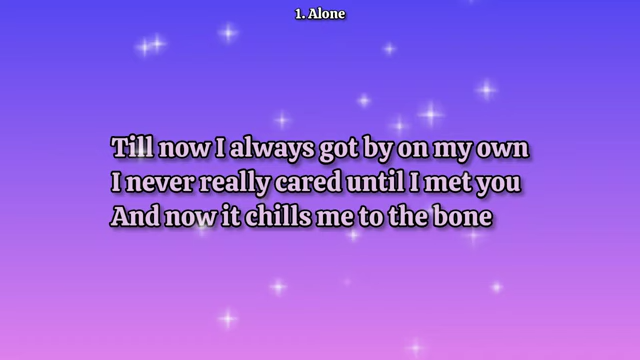 1. Alone
Till now I always got by on my own
I never really cared until I met you
And now it chills me to the bone